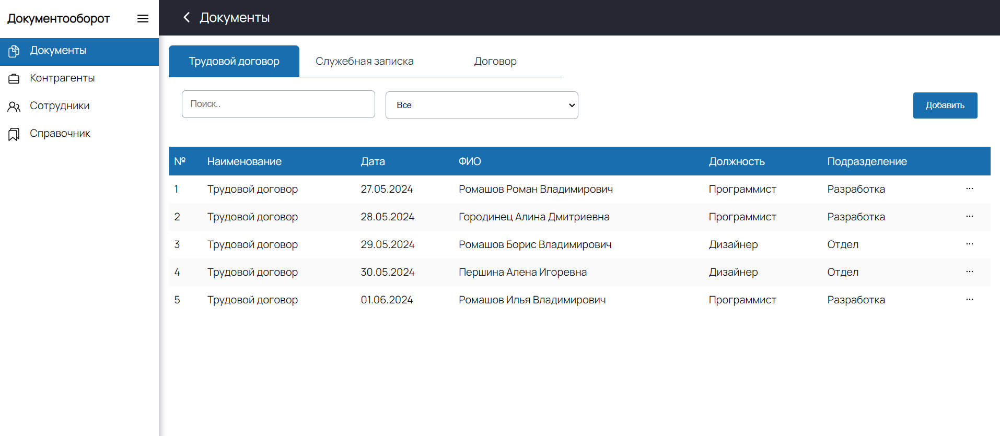 Документооборот
Документы
Контрагенты
Сотрудники
Справочник
Документы
Трудовой договор Служебная записка Договор
Поиск.. Все Добавить
№ Наименование Дата ФИО Должность Подразделение
1 Трудовой договор 27.05.2024 Ромашов Роман Владимирович Программист Разработка ...
2 Трудовой договор 28.05.2024 Городинец Алина Дмитриевна Программист Разработка ...
3 Трудовой договор 29.05.2024 Ромашов Борис Владимирович Дизайнер Отдел ...
4 Трудовой договор 30.05.2024 Першина Алена Игоревна Дизайнер Отдел ...
5 Трудовой договор 01.06.2024 Ромашов Илья Владимирович Программист Разработка ...